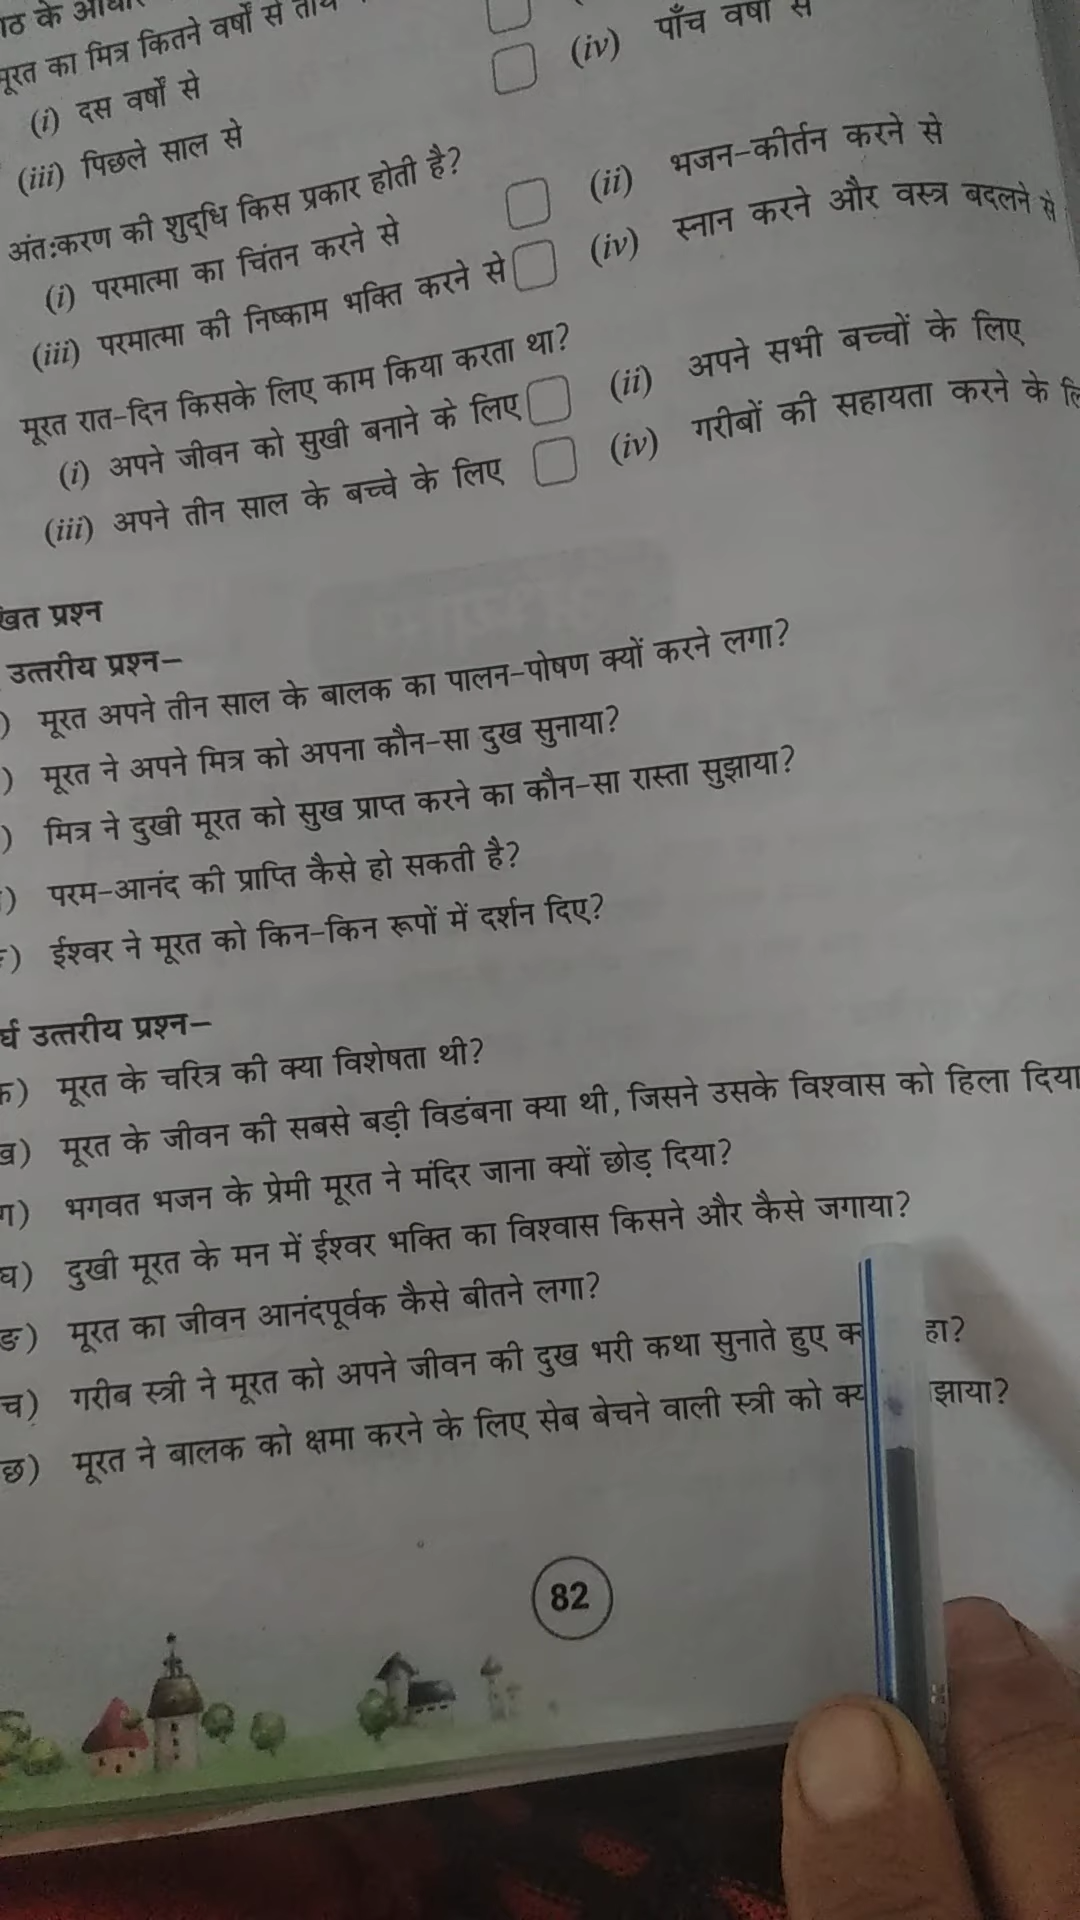 ठ के आधार
मूरत का मित्र कितने वर्षों से
(i) दस वर्षों से
(iii) पिछले साल से (iv) पाँच वर्षों से
अंतःकरण की शुद्धि किस प्रकार होती है?
(i) परमात्मा का चिंतन करने से (ii) भजन-कीर्तन करने से
(iii) परमात्मा की निष्काम भक्ति करने से (iv) स्नान करने और वस्त्र बदलने से
मूरत रात-दिन किसके लिए काम किया करता था?
(i) अपने जीवन को सुखी बनाने के लिए (ii) अपने सभी बच्चों के लिए
(iii) अपने तीन साल के बच्चे के लिए (iv) गरीबों की सहायता करने के लि
खत प्रश्न
उत्तरीय प्रश्न–
) मूरत अपने तीन साल के बालक का पालन-पोषण क्यों करने लगा?
) मूरत ने अपने मित्र को अपना कौन-सा दुख सुनाया?
) मित्र ने दुखी मूरत को सुख प्राप्त करने का कौन-सा रास्ता सुझाया?
) परम-आनंद की प्राप्ति कैसे हो सकती है?
) ईश्वर ने मूरत को किन-किन रूपों में दर्शन दिए?
र्घ उत्तरीय प्रश्न–
क) मूरत के चरित्र की क्या विशेषता थी?
ख) मूरत के जीवन की सबसे बड़ी विडंबना क्या थी, जिसने उसके विश्वास को हिला दिया
ग) भगवत भजन के प्रेमी मूरत ने मंदिर जाना क्यों छोड़ दिया?
घ) दुखी मूरत के मन में ईश्वर भक्ति का विश्वास किसने और कैसे जगाया?
ङ) मूरत का जीवन आनंदपूर्वक कैसे बीतने लगा?
च) गरीब स्त्री ने मूरत को अपने जीवन की दुख भरी कथा सुनाते हुए क हा?
छ) मूरत ने बालक को क्षमा करने के लिए सेब बेचने वाली स्त्री को क्य झाया?
82